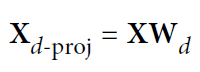 X_{d-proj} = XW_d